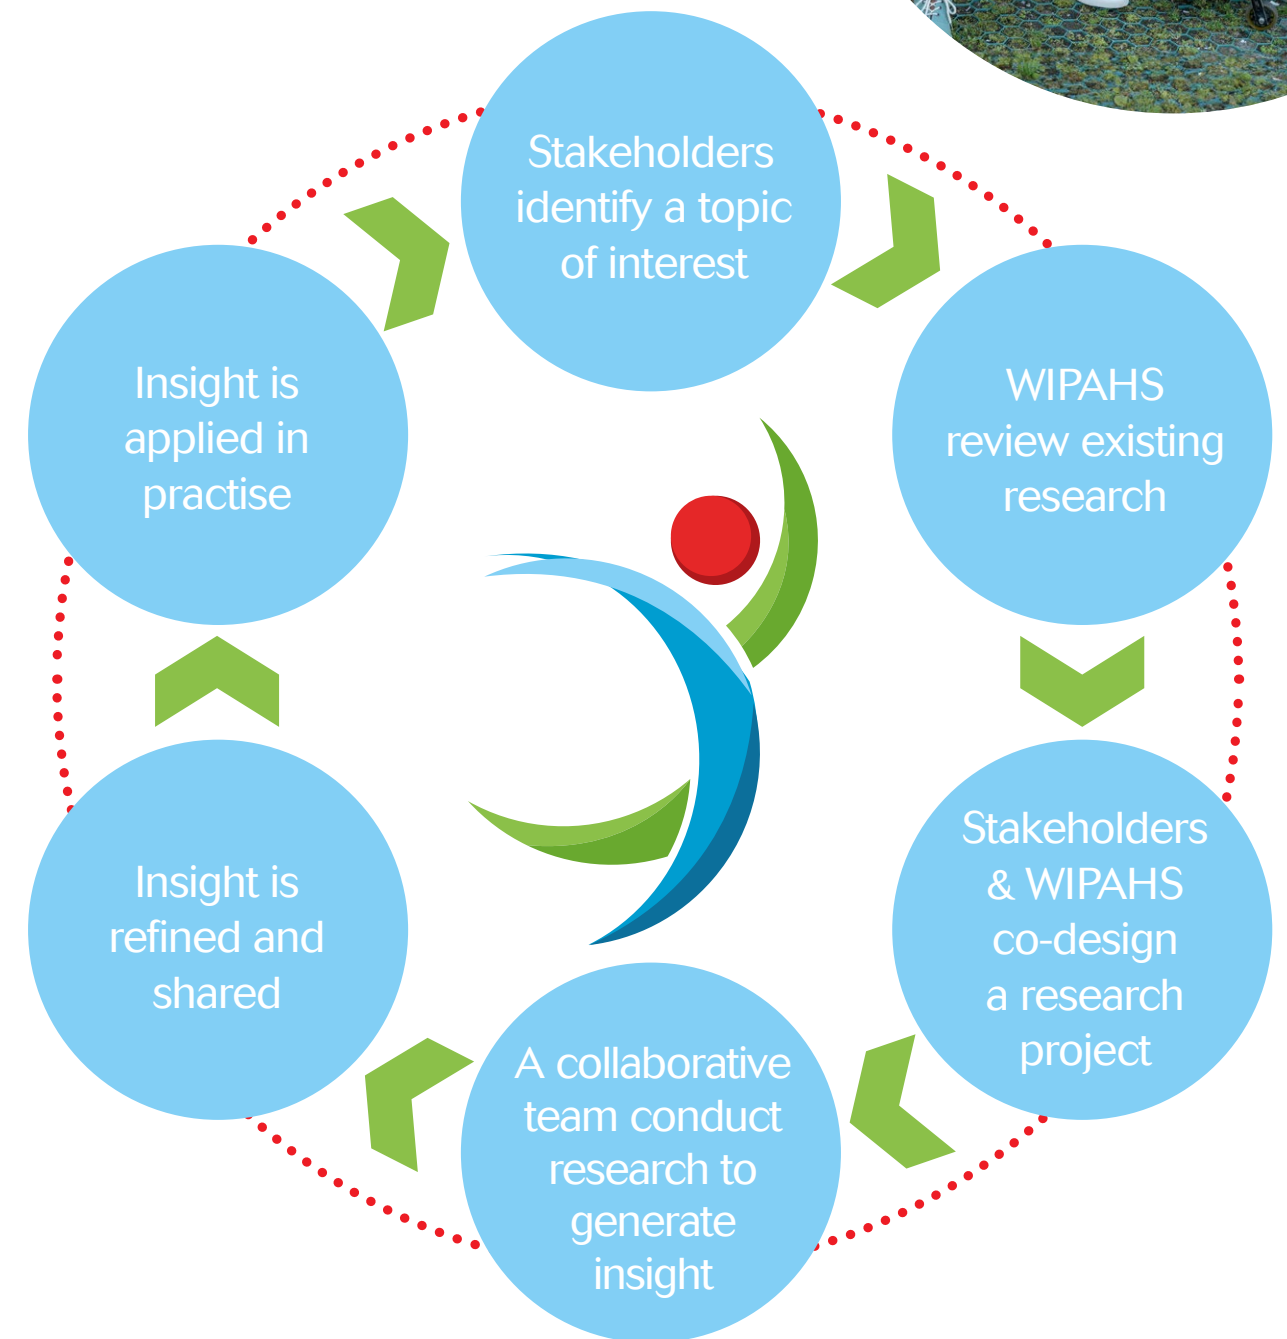 Stakeholders
identify a topic
of interest
WIPAHS
review existing
research
Stakeholders
& WIPAHS
co-design
a research
project
A collaborative
team conduct
research to
generate
insight
Insight is
refined and
shared
Insight is
applied in
practise